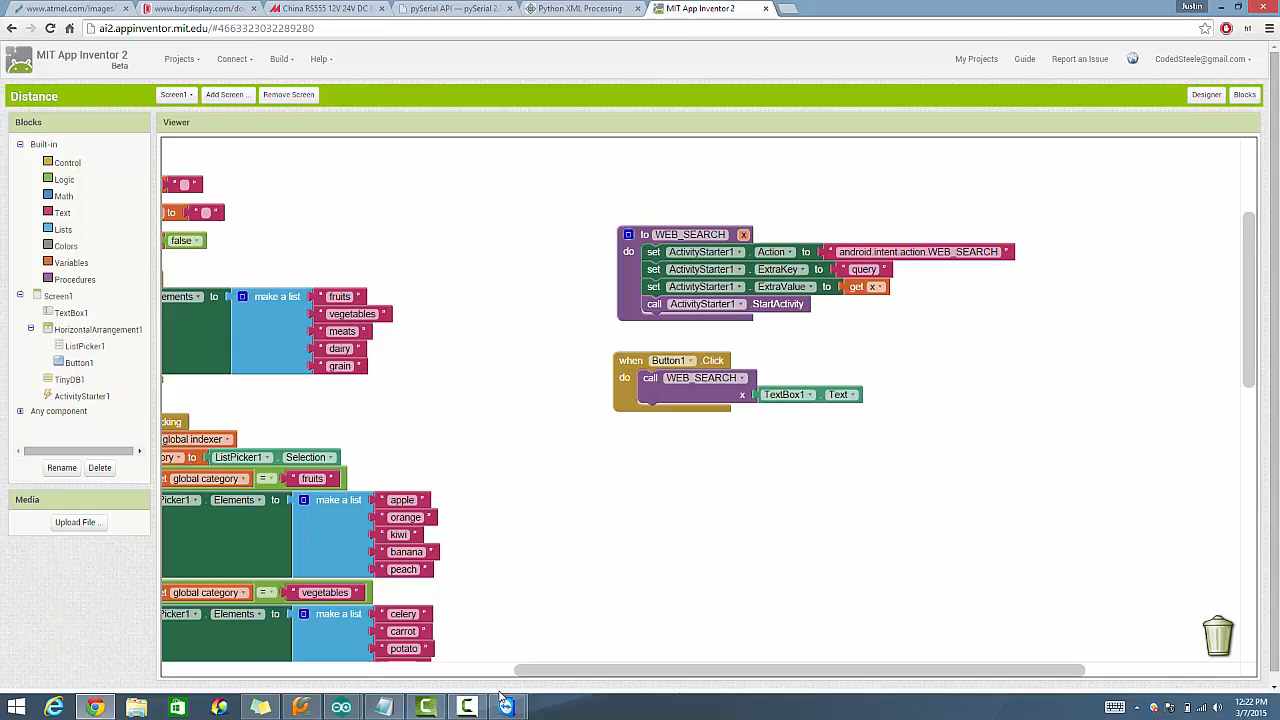 www.atmel.com/Images/
www.buydisplay.com/do
China RS555 12V 24V DC
pySerial API — pySerial 2.
Python XML Processing
MIT App Inventor 2
Justin
ai2.appinventor.mit.edu/#4663323032289280
MIT App Inventor 2
Beta
Projects
Connect
Build
Help
My Projects
Guide
Report an Issue
CodedSteele@gmail.com
Distance
Screen1
Add Screen ...
Remove Screen
Designer
Blocks
Blocks
Viewer
Built-in
Control
Logic
Math
Text
Lists
Colors
Variables
Procedures
Screen1
TextBox1
HorizontalArrangement1
ListPicker1
Button1
TinyDB1
ActivityStarter1
Any component
Rename
Delete
Media
Upload File ...
" "
to " "
false
ements to make a list " fruits "
" vegetables "
" meats "
" dairy "
" grain "
cking
global indexer
ory to ListPicker1 . Selection
global category = " fruits "
Picker1 . Elements to make a list " apple "
" orange "
" kiwi "
" banana "
" peach "
global category = " vegetables "
Picker1 . Elements to make a list " celery "
" carrot "
" potato "
to WEB_SEARCH x
do set ActivityStarter1 . Action to " android.intent.action.WEB_SEARCH "
set ActivityStarter1 . ExtraKey to " query "
set ActivityStarter1 . ExtraValue to get x
call ActivityStarter1 .StartActivity
when Button1 .Click
do call WEB_SEARCH
x TextBox1 . Text
12:22 PM
3/7/2015